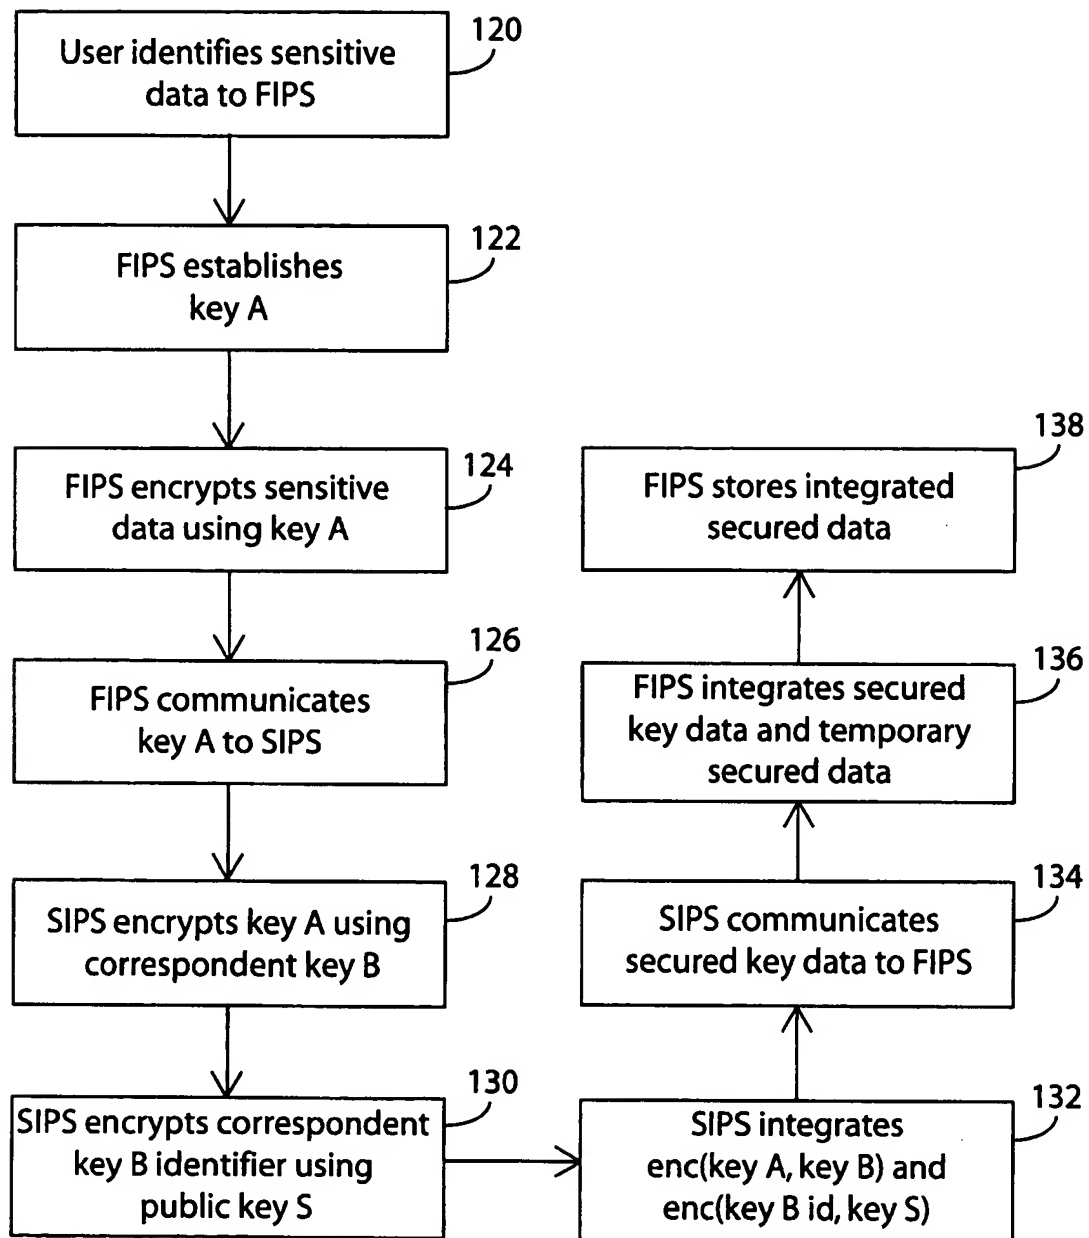 User identifies sensitive
data to FIPS
120
FIPS establishes
key A
122
FIPS encrypts sensitive
data using key A
124
FIPS communicates
key A to SIPS
126
SIPS encrypts key A using
correspondent key B
128
SIPS encrypts correspondent
key B identifier using
public key S
130
SIPS integrates
enc(key A, key B) and
enc(key B id, key S)
132
SIPS communicates
secured key data to FIPS
134
FIPS integrates secured
key data and temporary
secured data
136
FIPS stores integrated
secured data
138